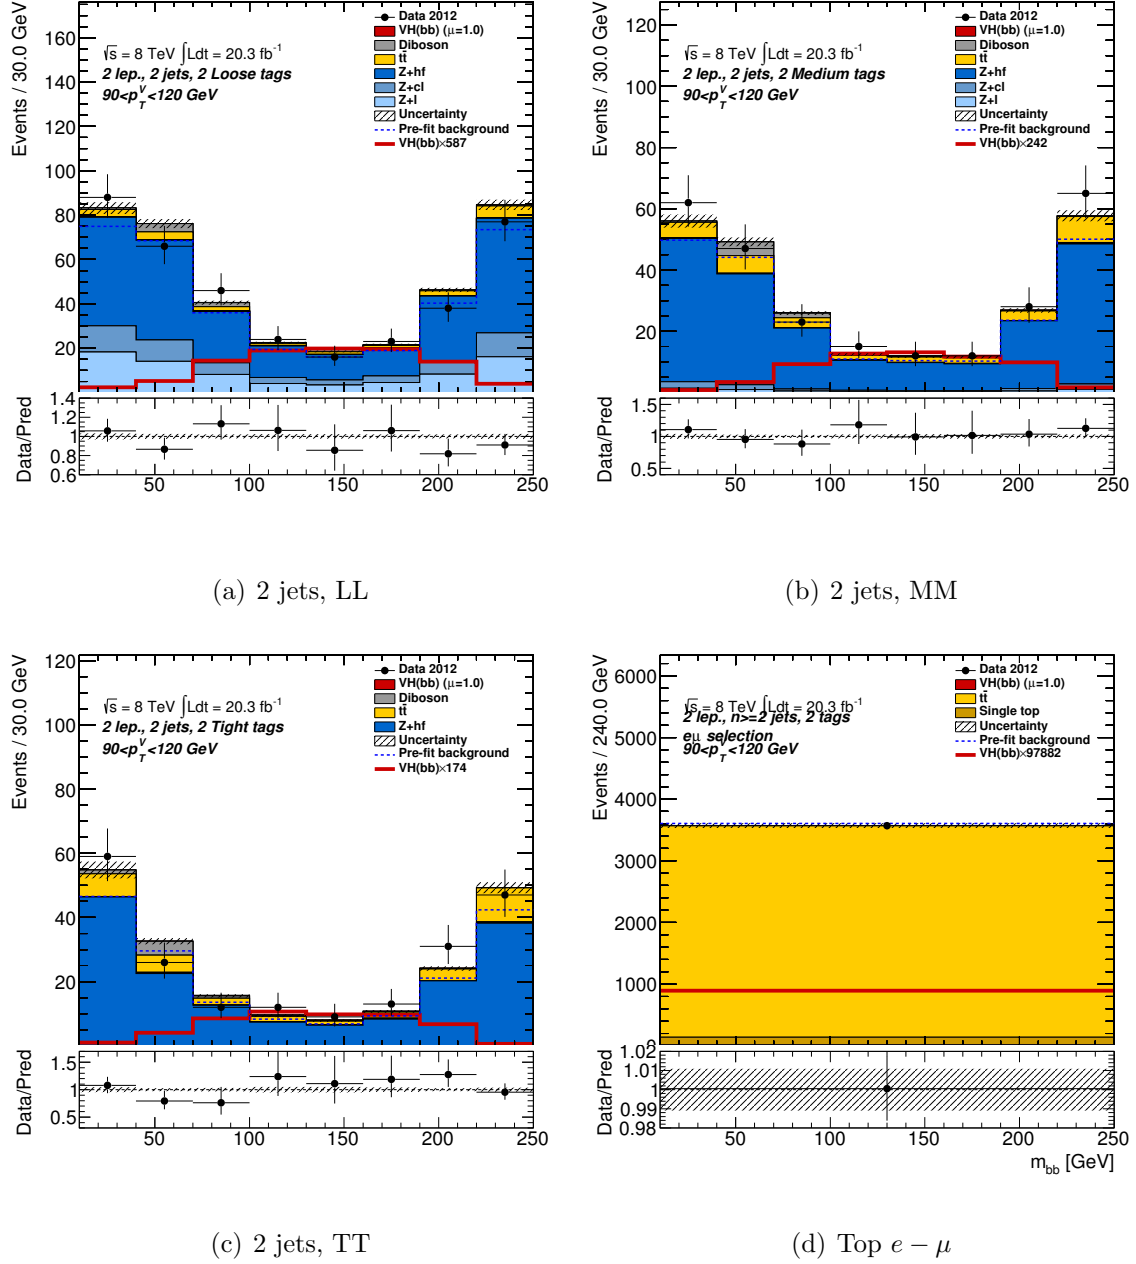 Events / 30.0 GeV
160
140
120
100
80
60
40
20
√s = 8 TeV ∫Ldt = 20.3 fb⁻¹
2 lep., 2 jets, 2 Loose tags
90<p_T^V<120 GeV
Data 2012
VH(bb) (μ=1.0)
Diboson
tt̄
Z+hf
Z+cl
Z+l
Uncertainty
Pre-fit background
VH(bb)×587
Data/Pred
1.4
1.2
1
0.8
0.6
50 100 150 200 250
(a) 2 jets, LL
Events / 30.0 GeV
120
100
80
60
40
20
√s = 8 TeV ∫Ldt = 20.3 fb⁻¹
2 lep., 2 jets, 2 Medium tags
90<p_T^V<120 GeV
Data 2012
VH(bb) (μ=1.0)
Diboson
tt̄
Z+hf
Z+cl
Z+l
Uncertainty
Pre-fit background
VH(bb)×242
Data/Pred
1.5
1
0.5
50 100 150 200 250
(b) 2 jets, MM
Events / 30.0 GeV
120
100
80
60
40
20
√s = 8 TeV ∫Ldt = 20.3 fb⁻¹
2 lep., 2 jets, 2 Tight tags
90<p_T^V<120 GeV
Data 2012
VH(bb) (μ=1.0)
Diboson
tt̄
Z+hf
Uncertainty
Pre-fit background
VH(bb)×174
Data/Pred
1.5
1
0.5
50 100 150 200 250
(c) 2 jets, TT
Events / 240.0 GeV
6000
5000
4000
3000
2000
1000
√s = 8 TeV ∫Ldt = 20.3 fb⁻¹
2 lep., n>=2 jets, 2 tags
eμ selection
90<p_T^V<120 GeV
Data 2012
VH(bb) (μ=1.0)
tt̄
Single top
Uncertainty
Pre-fit background
VH(bb)×97882
Data/Pred
1.02
1.01
1
0.99
0.98
50 100 150 200 250
m_bb [GeV]
(d) Top e − μ